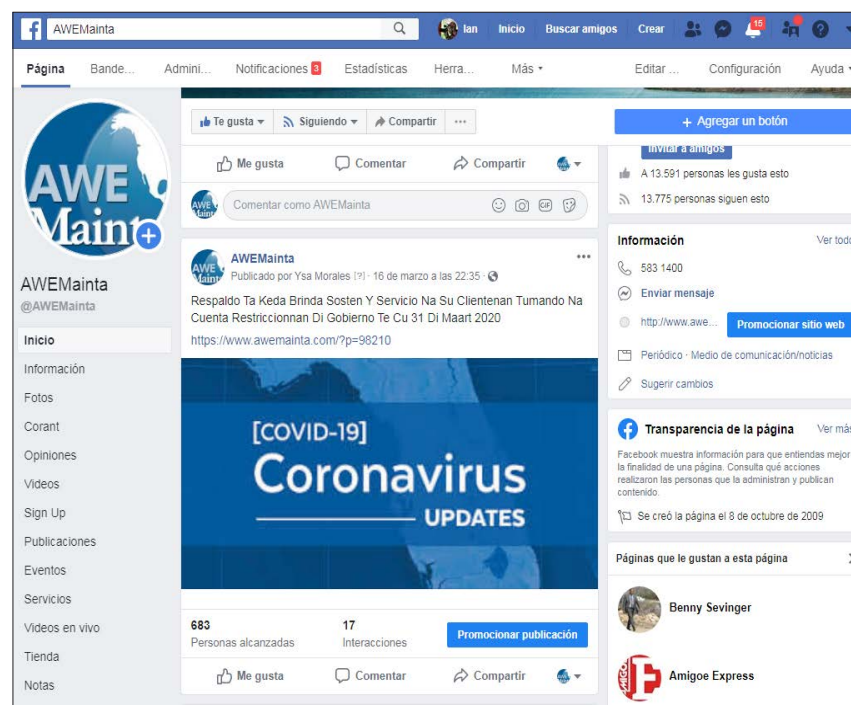 AWEMainta
Ian Inicio Buscar amigos Crear 15
Página Bande... Admini... Notificaciones 3 Estadísticas Herra... Más Editar ... Configuración Ayuda
AWE
Mainta
AWEMainta
@AWEMainta
Inicio
Información
Fotos
Corant
Opiniones
Videos
Sign Up
Publicaciones
Eventos
Servicios
Videos en vivo
Tienda
Notas
Te gusta Siguiendo Compartir ...
Me gusta Comentar Compartir
Comentar como AWEMainta GIF
AWEMainta
Publicado por Ysa Morales [?] · 16 de marzo a las 22:35 ·
Respaldo Ta Keda Brinda Sosten Y Servicio Na Su Clientenan Tumando Na
Cuenta Restriccionnan Di Gobierno Te Cu 31 Di Maart 2020
https://www.awemainta.com/?p=98210
[COVID-19]
Coronavirus
UPDATES
683 17
Personas alcanzadas Interacciones
Promocionar publicación
Me gusta Comentar Compartir
+ Agregar un botón
Invitar a amigos
A 13.591 personas les gusta esto
13.775 personas siguen esto
Información Ver todo
583 1400
Enviar mensaje
http://www.awe... Promocionar sitio web
Periódico · Medio de comunicación/noticias
Sugerir cambios
Transparencia de la página Ver más
Facebook muestra información para que entiendas mejor
la finalidad de una página. Consulta qué acciones
realizaron las personas que la administran y publican
contenido.
Se creó la página el 8 de octubre de 2009
Páginas que le gustan a esta página
Benny Sevinger
Amigoe Express